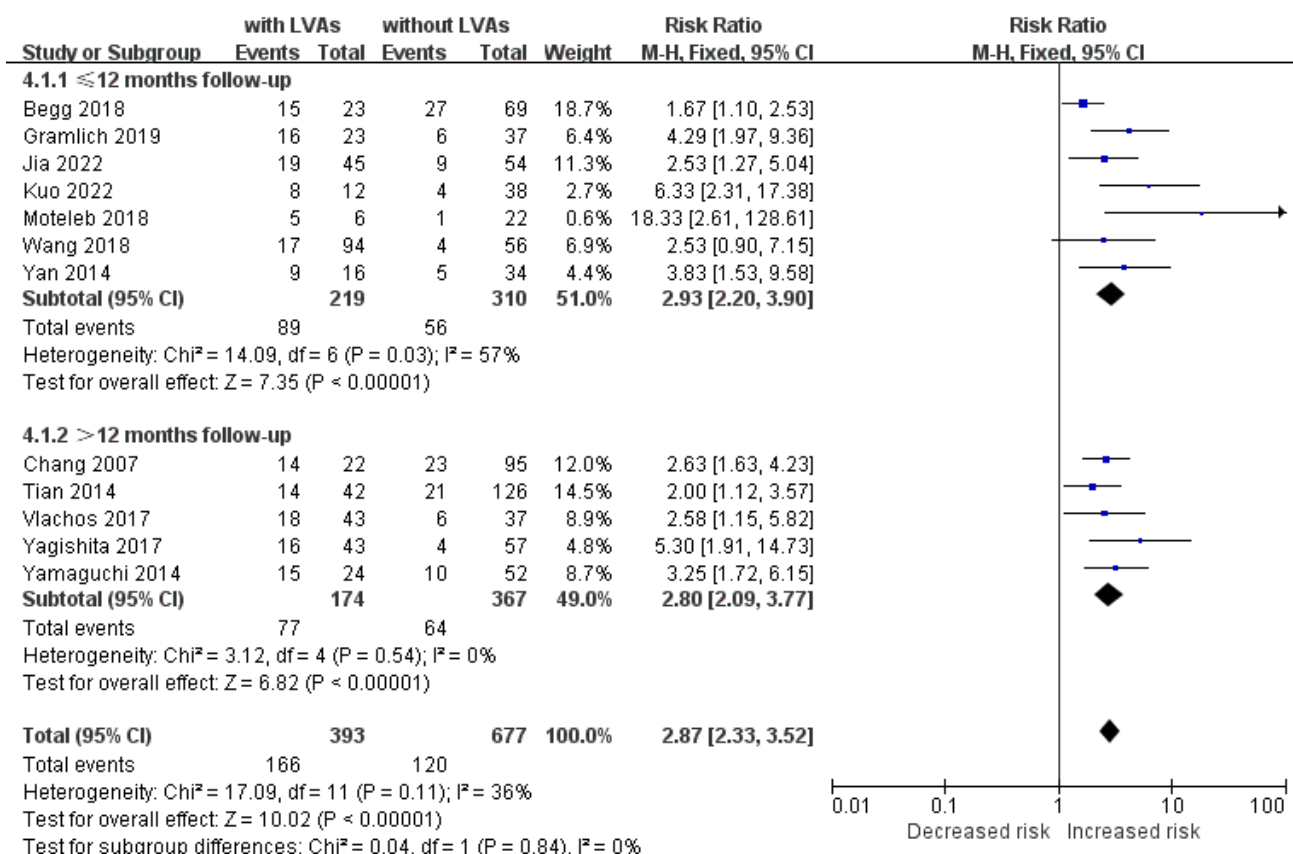 with LVAs without LVAs Risk Ratio Risk Ratio
Study or Subgroup Events Total Events Total Weight M-H, Fixed, 95% CI M-H, Fixed, 95% CI
4.1.1 ≤12 months follow-up
Begg 2018 15 23 27 69 18.7% 1.67 [1.10, 2.53]
Gramlich 2019 16 23 6 37 6.4% 4.29 [1.97, 9.36]
Jia 2022 19 45 9 54 11.3% 2.53 [1.27, 5.04]
Kuo 2022 8 12 4 38 2.7% 6.33 [2.31, 17.38]
Moteleb 2018 5 6 1 22 0.6% 18.33 [2.61, 128.61]
Wang 2018 17 94 4 56 6.9% 2.53 [0.90, 7.15]
Yan 2014 9 16 5 34 4.4% 3.83 [1.53, 9.58]
Subtotal (95% CI) 219 310 51.0% 2.93 [2.20, 3.90]
Total events 89 56
Heterogeneity: Chi² = 14.09, df = 6 (P = 0.03); I² = 57%
Test for overall effect: Z = 7.35 (P < 0.00001)
4.1.2 >12 months follow-up
Chang 2007 14 22 23 95 12.0% 2.63 [1.63, 4.23]
Tian 2014 14 42 21 126 14.5% 2.00 [1.12, 3.57]
Vlachos 2017 18 43 6 37 8.9% 2.58 [1.15, 5.82]
Yagishita 2017 16 43 4 57 4.8% 5.30 [1.91, 14.73]
Yamaguchi 2014 15 24 10 52 8.7% 3.25 [1.72, 6.15]
Subtotal (95% CI) 174 367 49.0% 2.80 [2.09, 3.77]
Total events 77 64
Heterogeneity: Chi² = 3.12, df = 4 (P = 0.54); I² = 0%
Test for overall effect: Z = 6.82 (P < 0.00001)
Total (95% CI) 393 677 100.0% 2.87 [2.33, 3.52]
Total events 166 120
Heterogeneity: Chi² = 17.09, df = 11 (P = 0.11); I² = 36%
Test for overall effect: Z = 10.02 (P < 0.00001)
Test for subgroup differences: Chi² = 0.04, df = 1 (P = 0.84), I² = 0%
0.01 0.1 1 10 100
Decreased risk Increased risk